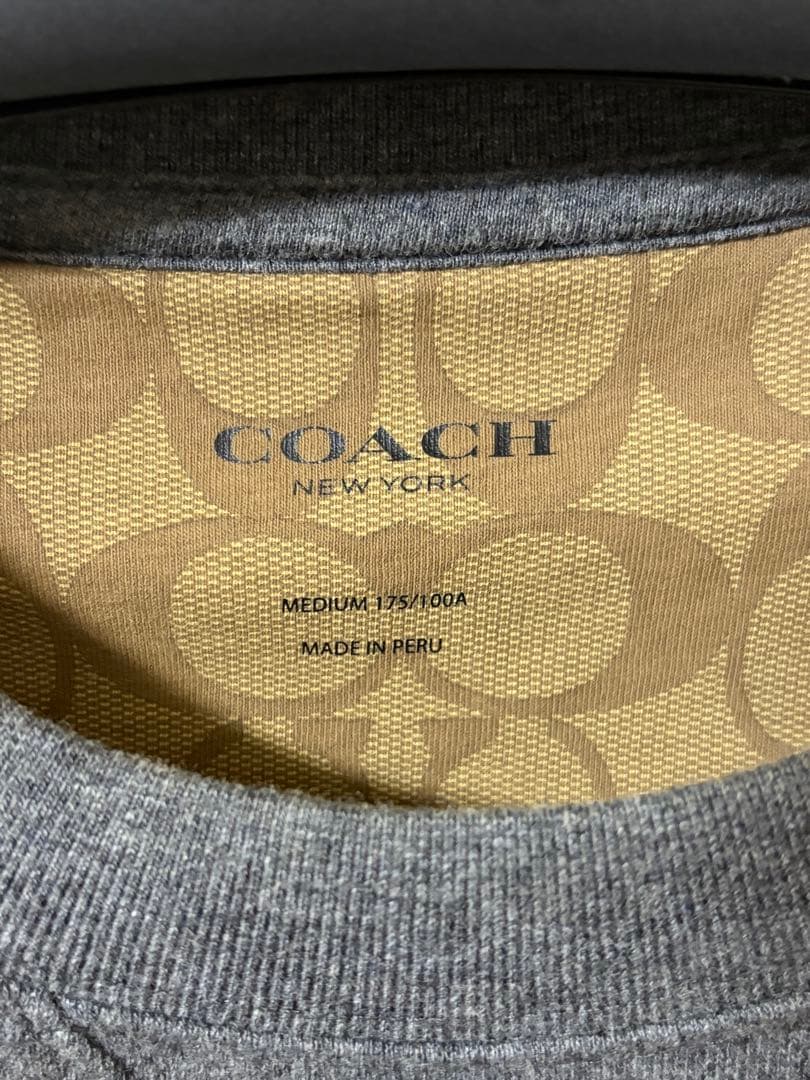 COACH
NEW YORK
MEDIUM 175/100A
MADE IN PERU